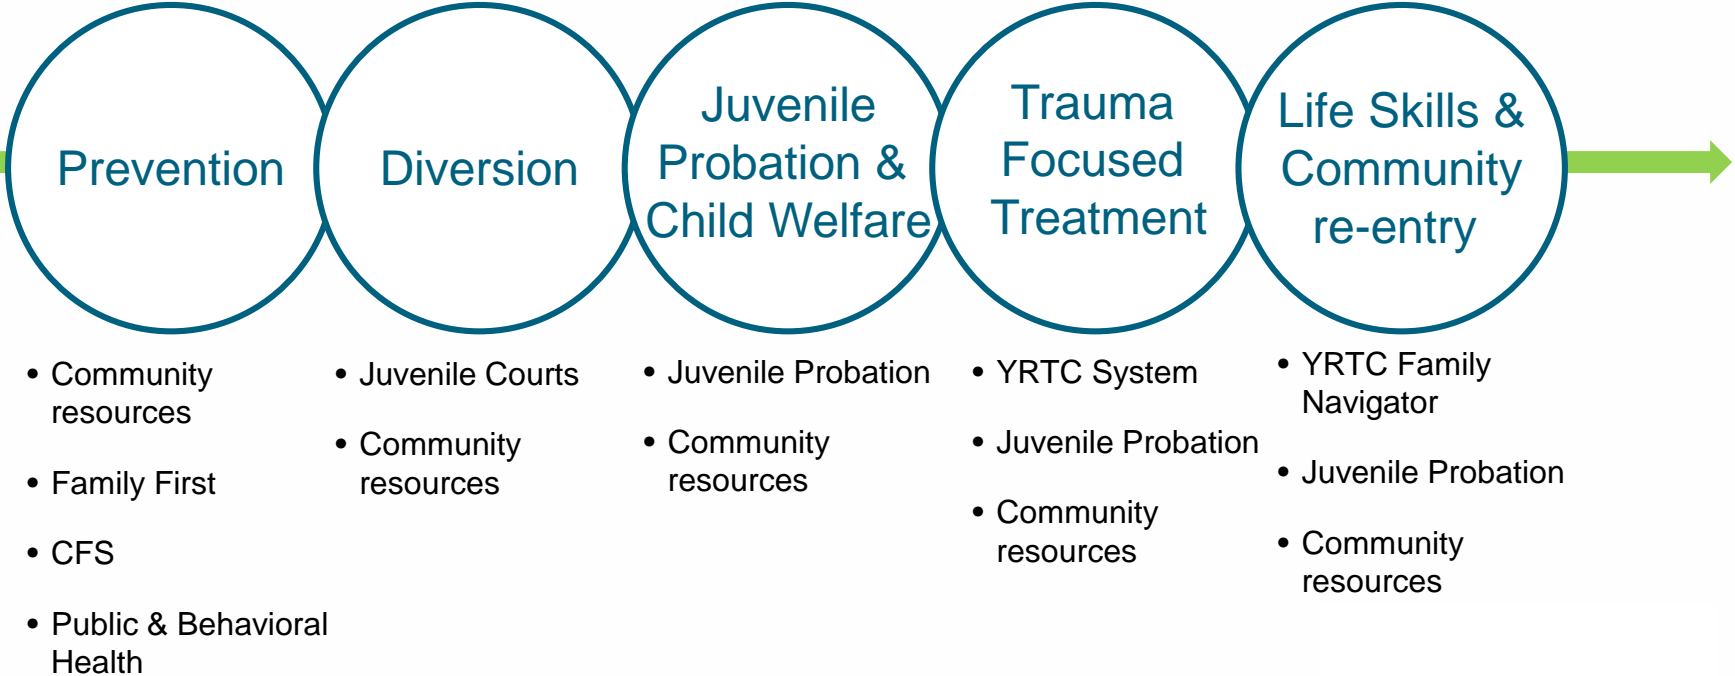 Prevention
Diversion
Juvenile
Probation &
Child Welfare
Trauma
Focused
Treatment
Life Skills &
Community
re-entry
• Community
resources
• Family First
• CFS
• Public & Behavioral
Health
• Juvenile Courts
• Community
resources
• Juvenile Probation
• Community
resources
• YRTC System
• Juvenile Probation
• Community
resources
• YRTC Family
Navigator
• Juvenile Probation
• Community
resources